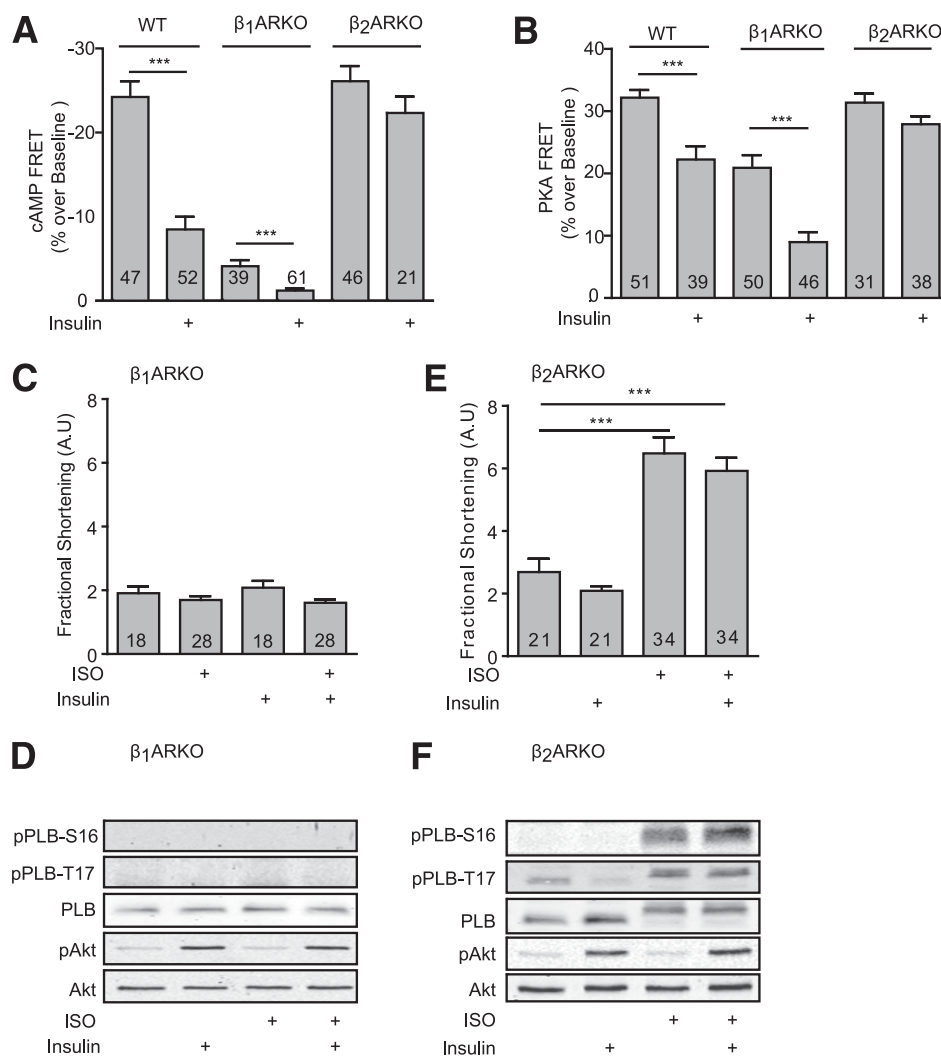 A
WT β1ARKO β2ARKO
*** ***
cAMP FRET
(% over Baseline )
-30
-20
-10
0
47 52 39 61 46 21
Insulin + + +
B
WT β1ARKO β2ARKO
*** ***
PKA FRET
(% over Baseline )
40
30
20
10
0
51 39 50 46 31 38
Insulin + + +
C β1ARKO
Fractional Shortening (A.U)
8
6
4
2
0
18 28 18 28
ISO + +
Insulin + +
E β2ARKO
***
***
Fractional Shortening (A.U)
8
6
4
2
0
21 21 34 34
ISO + +
Insulin + +
D β1ARKO
pPLB-S16
pPLB-T17
PLB
pAkt
Akt
ISO + +
Insulin + +
F β2ARKO
pPLB-S16
pPLB-T17
PLB
pAkt
Akt
ISO + +
Insulin + +